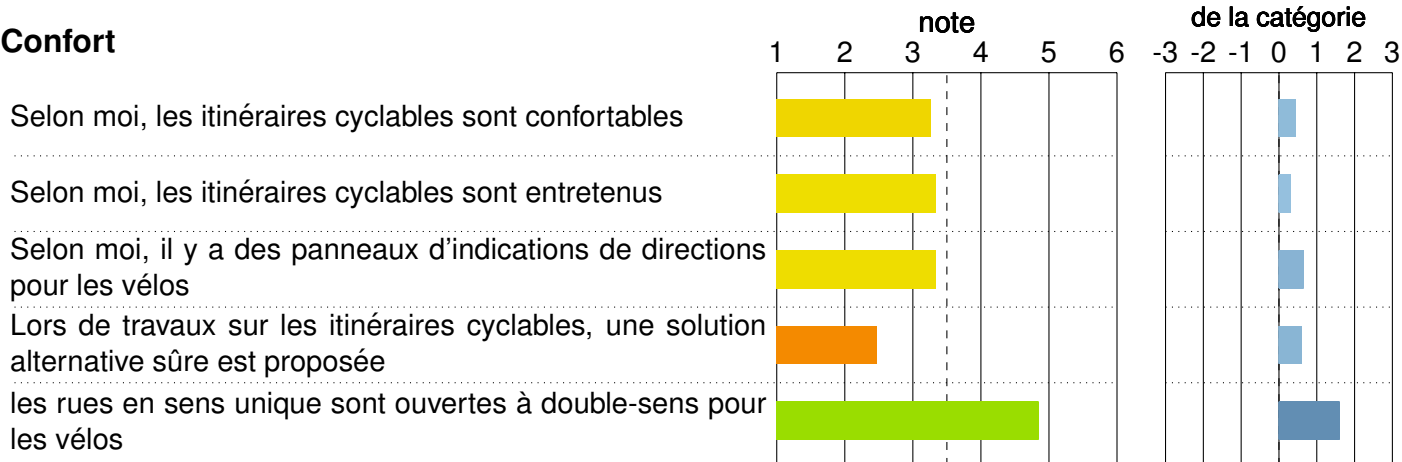 note
de la catégorie
Confort
1 2 3 4 5 6
-3 -2 -1 0 1 2 3
Selon moi, les itinéraires cyclables sont confortables
Selon moi, les itinéraires cyclables sont entretenus
Selon moi, il y a des panneaux d'indications de directions
pour les vélos
Lors de travaux sur les itinéraires cyclables, une solution
alternative sûre est proposée
les rues en sens unique sont ouvertes à double-sens pour
les vélos